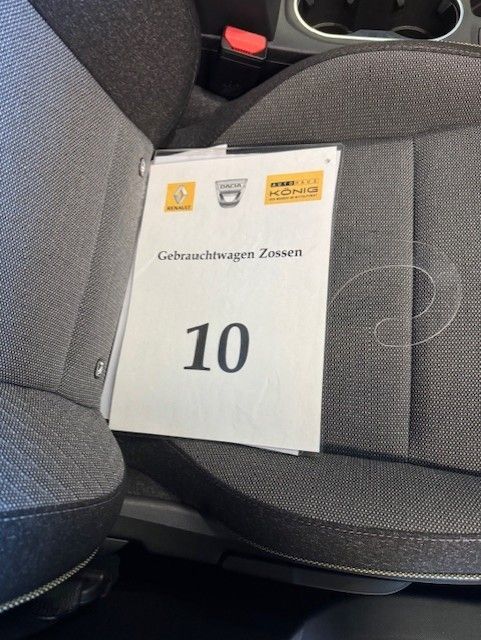 RENAULT
DACIA
AUTOHAUS
KÖNIG
Gebrauchtwagen Zossen
10